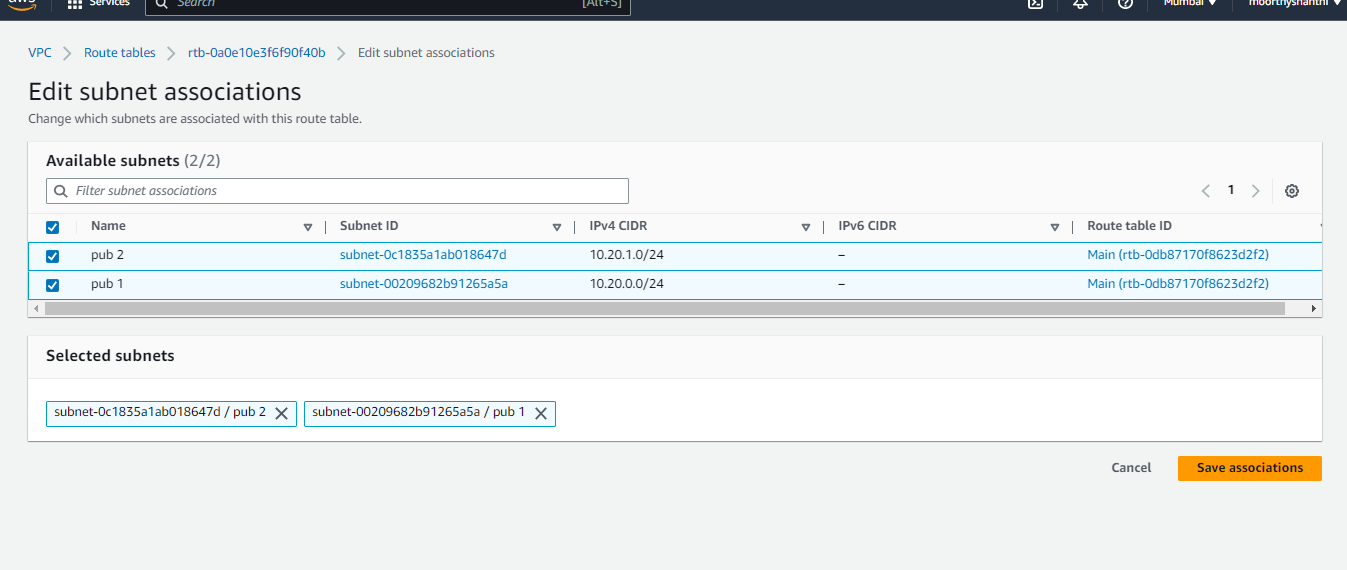 aws Services Search [Alt+S] Mumbai moorthyshanthi
VPC Route tables rtb-0a0e10e3f6f90f40b Edit subnet associations
Edit subnet associations
Change which subnets are associated with this route table.
Available subnets (2/2)
Filter subnet associations 1
Name Subnet ID IPv4 CIDR IPv6 CIDR Route table ID
pub 2 subnet-0c1835a1ab018647d 10.20.1.0/24 – Main (rtb-0db87170f8623d2f2)
pub 1 subnet-00209682b91265a5a 10.20.0.0/24 – Main (rtb-0db87170f8623d2f2)
Selected subnets
subnet-0c1835a1ab018647d / pub 2 subnet-00209682b91265a5a / pub 1
Cancel Save associations